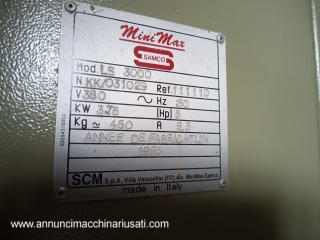 MiniMax
SAMCO
Mod. LS 3000
N. KK/031029 Ref. 111110
V 380 ~ Hz 50
KW 3.75 (Hp) 5
Kg ~ 450 A 9,3
ANNEE DE FABRICATION
1995
SCM S.p.A. Villa Verucchio (FO) div. MiniMax-Samco
made in Italy
www.annuncimacchinariusati.com